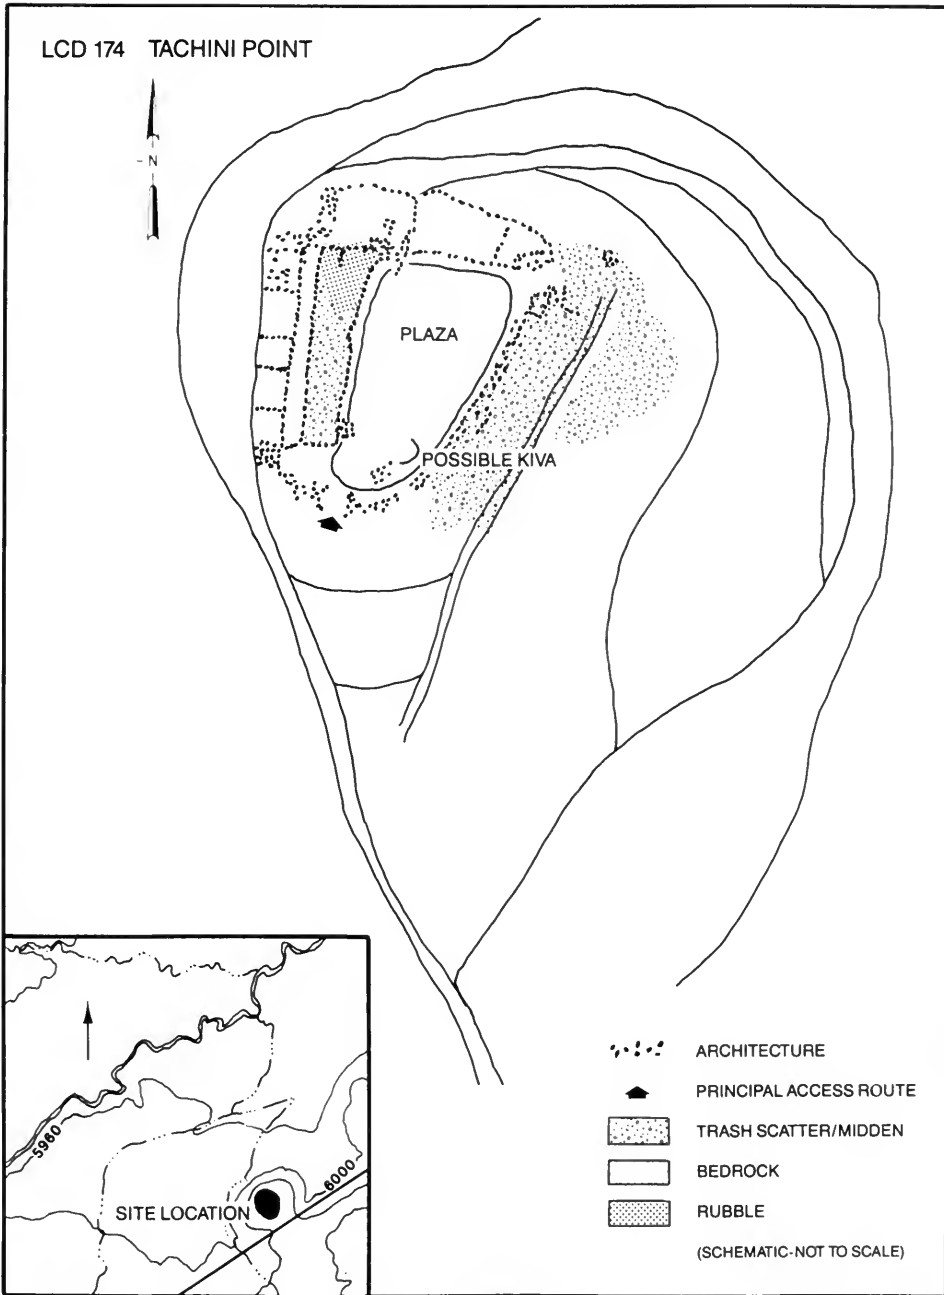 LCD 174 TACHINI POINT
N
PLAZA
POSSIBLE KIVA
ARCHITECTURE
PRINCIPAL ACCESS ROUTE
TRASH SCATTER/MIDDEN
BEDROCK
RUBBLE
(SCHEMATIC-NOT TO SCALE)
5960
6000
SITE LOCATION